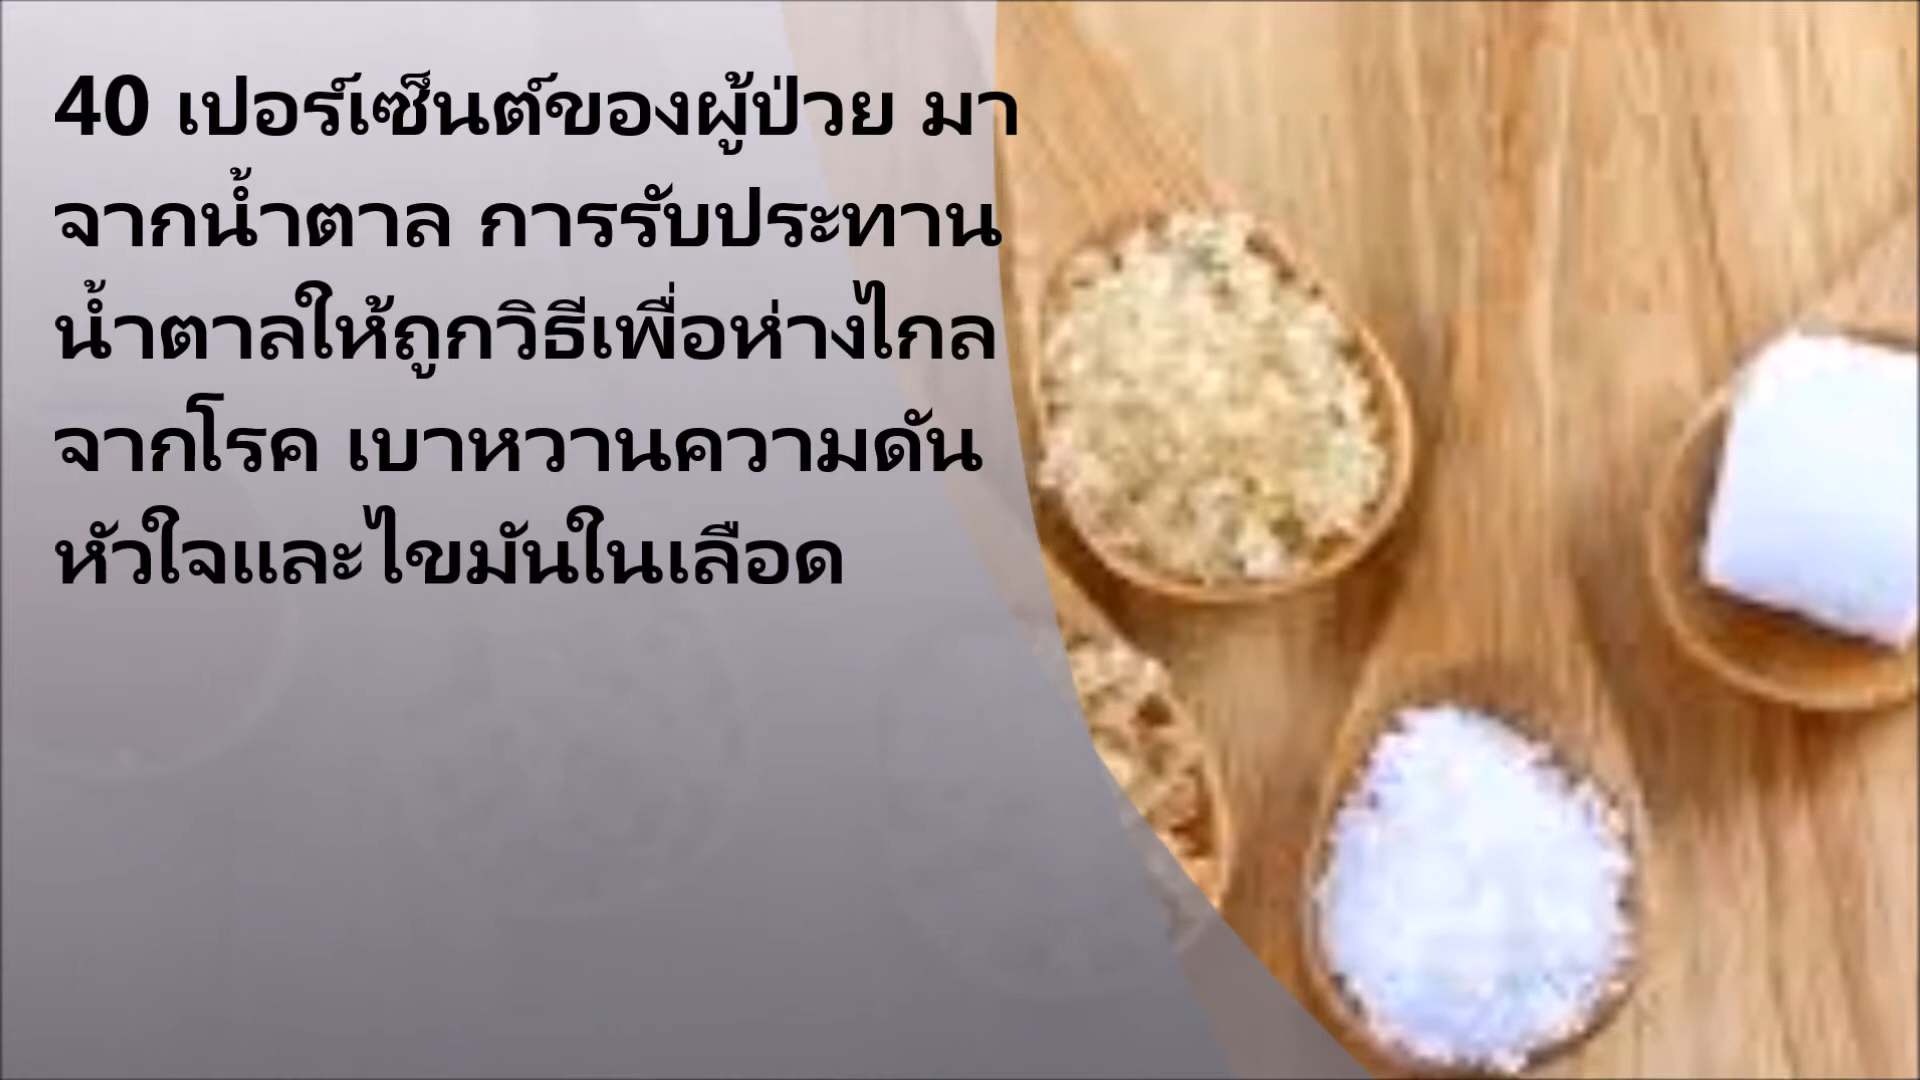 40 เปอร์เซ็นต์ของผู้ป่วย มา
จากน้ำตาล การรับประทาน
น้ำตาลให้ถูกวิธีเพื่อห่างไกล
จากโรค เบาหวานความดัน
หัวใจและไขมันในเลือด